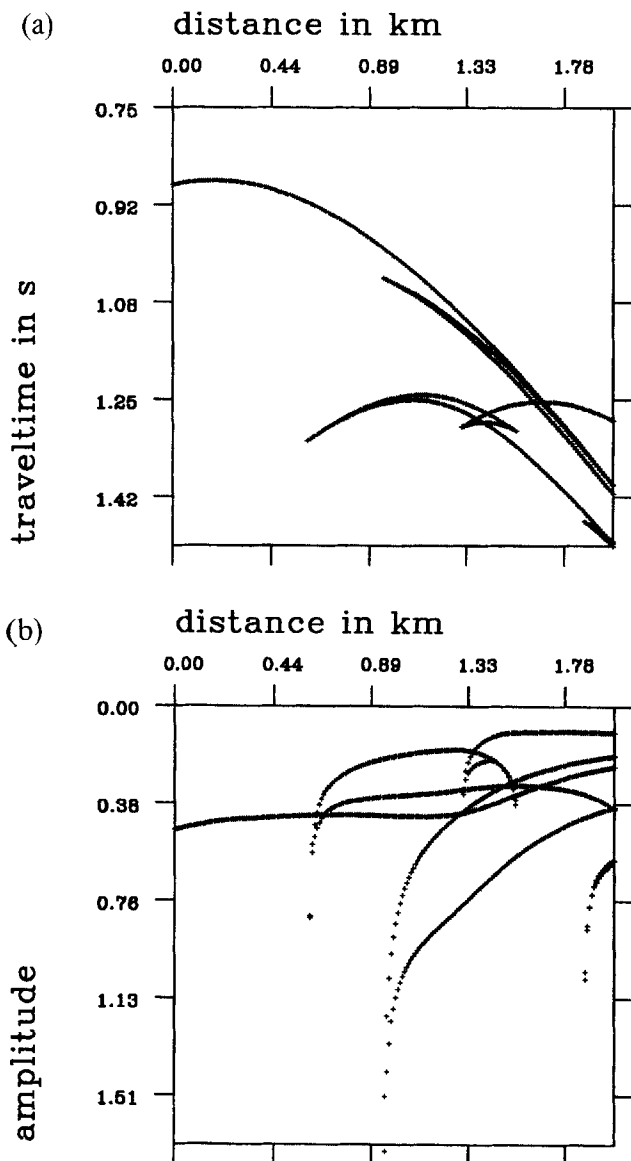 (a)
distance in km
0.00 0.44 0.89 1.33 1.78
0.75
0.92
1.08
1.25
1.42
traveltime in s
(b)
distance in km
0.00 0.44 0.89 1.33 1.78
0.00
0.38
0.76
1.13
1.51
amplitude